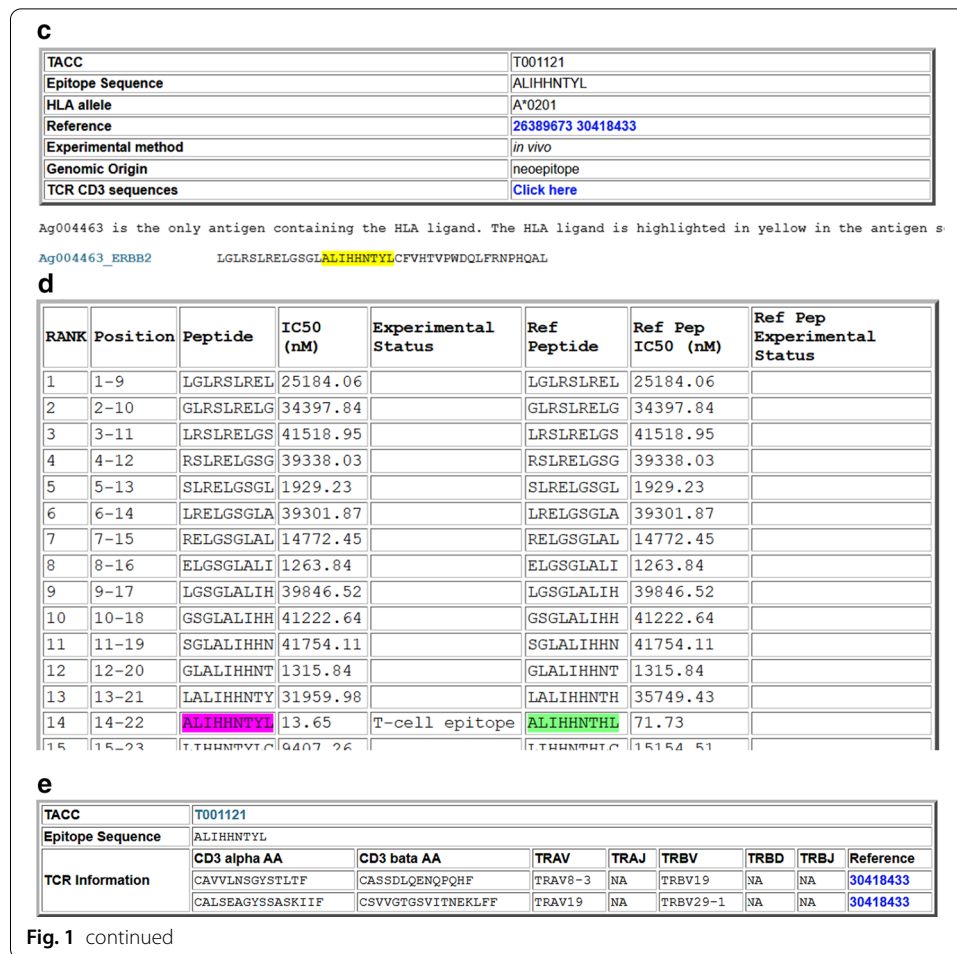 c
TACC T001121
Epitope Sequence ALIHHNTYL
HLA allele A*0201
Reference 26389673 30418433
Experimental method in vivo
Genomic Origin neoepitope
TCR CD3 sequences Click here
Ag004463 is the only antigen containing the HLA ligand. The HLA ligand is highlighted in yellow in the antigen s
Ag004463_ERBB2 LGLRSLRELGSGLALIHHNTYLCFVHTVPWDQLFRNPHQAL
d
RANK Position Peptide IC50 (nM) Experimental Status Ref Peptide Ref Pep IC50 (nM) Ref Pep Experimental Status
1 1-9 LGLRSLREL 25184.06 LGLRSLREL 25184.06
2 2-10 GLRSLRELG 34397.84 GLRSLRELG 34397.84
3 3-11 LRSLRELGS 41518.95 LRSLRELGS 41518.95
4 4-12 RSLRELGSG 39338.03 RSLRELGSG 39338.03
5 5-13 SLRELGSGL 1929.23 SLRELGSGL 1929.23
6 6-14 LRELGSGLA 39301.87 LRELGSGLA 39301.87
7 7-15 RELGSGLAL 14772.45 RELGSGLAL 14772.45
8 8-16 ELGSGLALI 1263.84 ELGSGLALI 1263.84
9 9-17 LGSGLALIH 39846.52 LGSGLALIH 39846.52
10 10-18 GSGLALIHH 41222.64 GSGLALIHH 41222.64
11 11-19 SGLALIHHN 41754.11 SGLALIHHN 41754.11
12 12-20 GLALIHHNT 1315.84 GLALIHHNT 1315.84
13 13-21 LALIHHNTY 31959.98 LALIHHNTH 35749.43
14 14-22 ALIHHNTYL 13.65 T-cell epitope ALIHHNTHL 71.73
15 15-23 LIHHNTYLC 9407.26 LIHHNTHLC 15154.51
e
TACC T001121
Epitope Sequence ALIHHNTYL
TCR Information CD3 alpha AA CD3 bata AA TRAV TRAJ TRBV TRBD TRBJ Reference
CAVVLNSGYSTLTF CASSDLQENQPQHF TRAV8-3 NA TRBV19 NA NA 30418433
CALSEAGYSSASKIIF CSVVGTGSVITNEKLFF TRAV19 NA TRBV29-1 NA NA 30418433
Fig. 1 continued